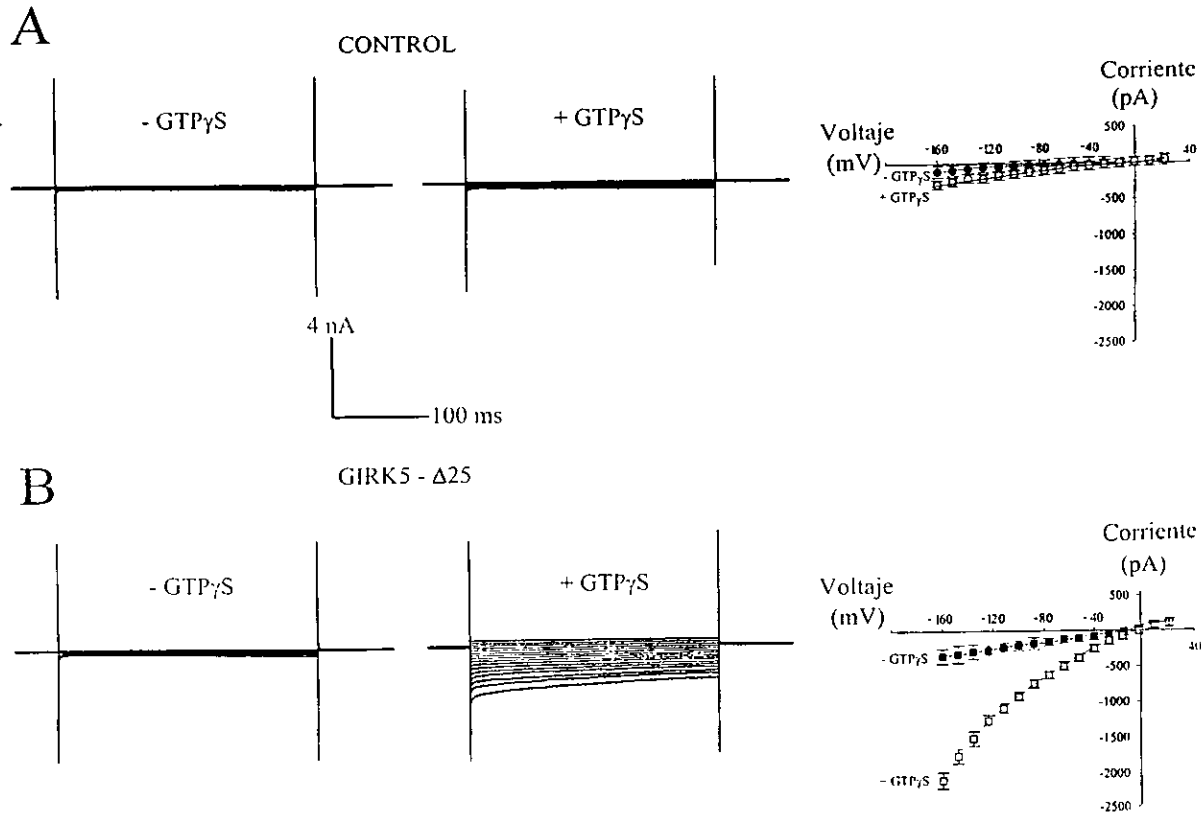 A
CONTROL
- GTPγS
+ GTPγS
Corriente
(pA)
Voltaje
(mV)
500
-160
-120
-80
-40
40
- GTPγS
+ GTPγS
-500
-1000
-1500
-2000
-2500
4 nA
100 ms
B
GIRK5 - Δ25
- GTPγS
+ GTPγS
Corriente
(pA)
Voltaje
(mV)
500
-160
-120
-80
-40
40
- GTPγS
-500
-1000
-1500
-2000
- GTPγS
-2500